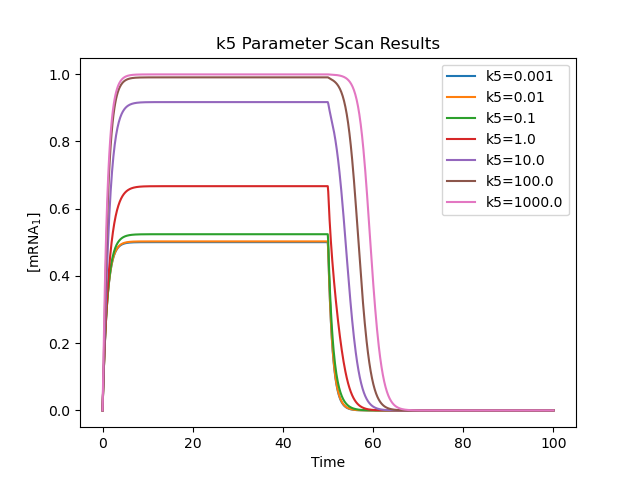 k5 Parameter Scan Results
[mRNA₁]
1.0
0.8
0.6
0.4
0.2
0.0
0
20
40
60
80
100
Time
k5=0.001
k5=0.01
k5=0.1
k5=1.0
k5=10.0
k5=100.0
k5=1000.0